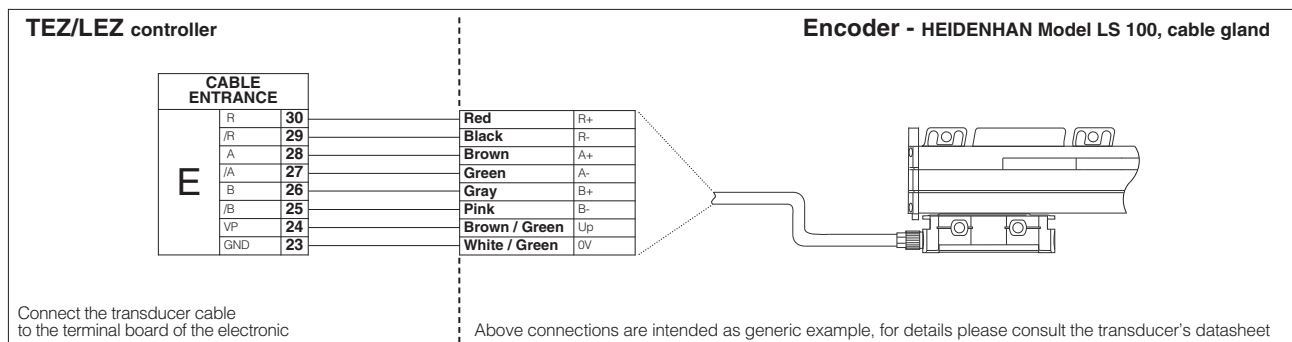 TEZ/LEZ controller
Encoder - HEIDENHAN Model LS 100, cable gland
CABLE
ENTRANCE
E
R 30 Red R+
/R 29 Black R-
A 28 Brown A+
/A 27 Green A-
B 26 Gray B+
/B 25 Pink B-
VP 24 Brown / Green Up
GND 23 White / Green 0V
Connect the transducer cable
to the terminal board of the electronic
Above connections are intended as generic example, for details please consult the transducer's datasheet